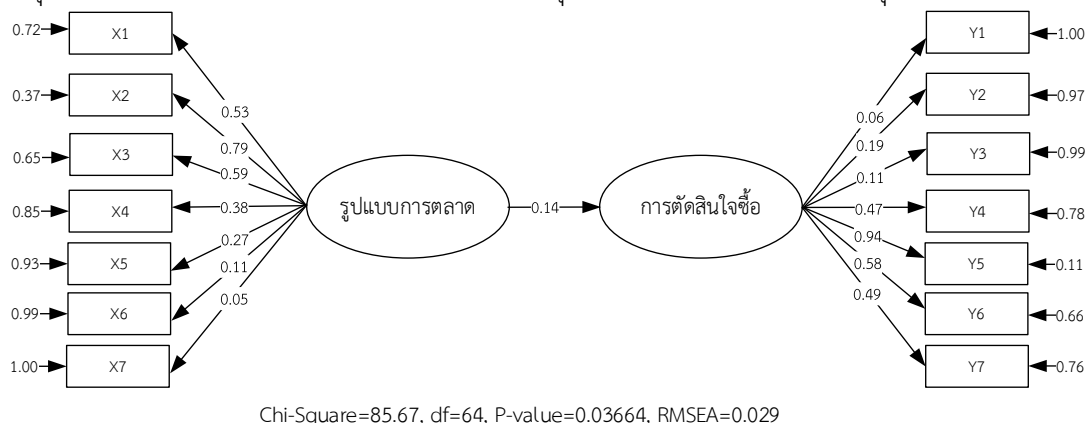 0.72 X1 Y1 1.00
0.37 X2 0.53 0.06 Y2 0.97
0.65 X3 0.79 0.19 Y3 0.99
0.59 0.11
0.85 X4 0.38 รูปแบบการตลาด 0.14 การตัดสินใจซื้อ 0.47 Y4 0.78
0.27 0.94
0.93 X5 0.11 0.58 Y5 0.11
0.99 X6 0.05 0.49 Y6 0.66
1.00 X7 Y7 0.76
Chi-Square=85.67, df=64, P-value=0.03664, RMSEA=0.029